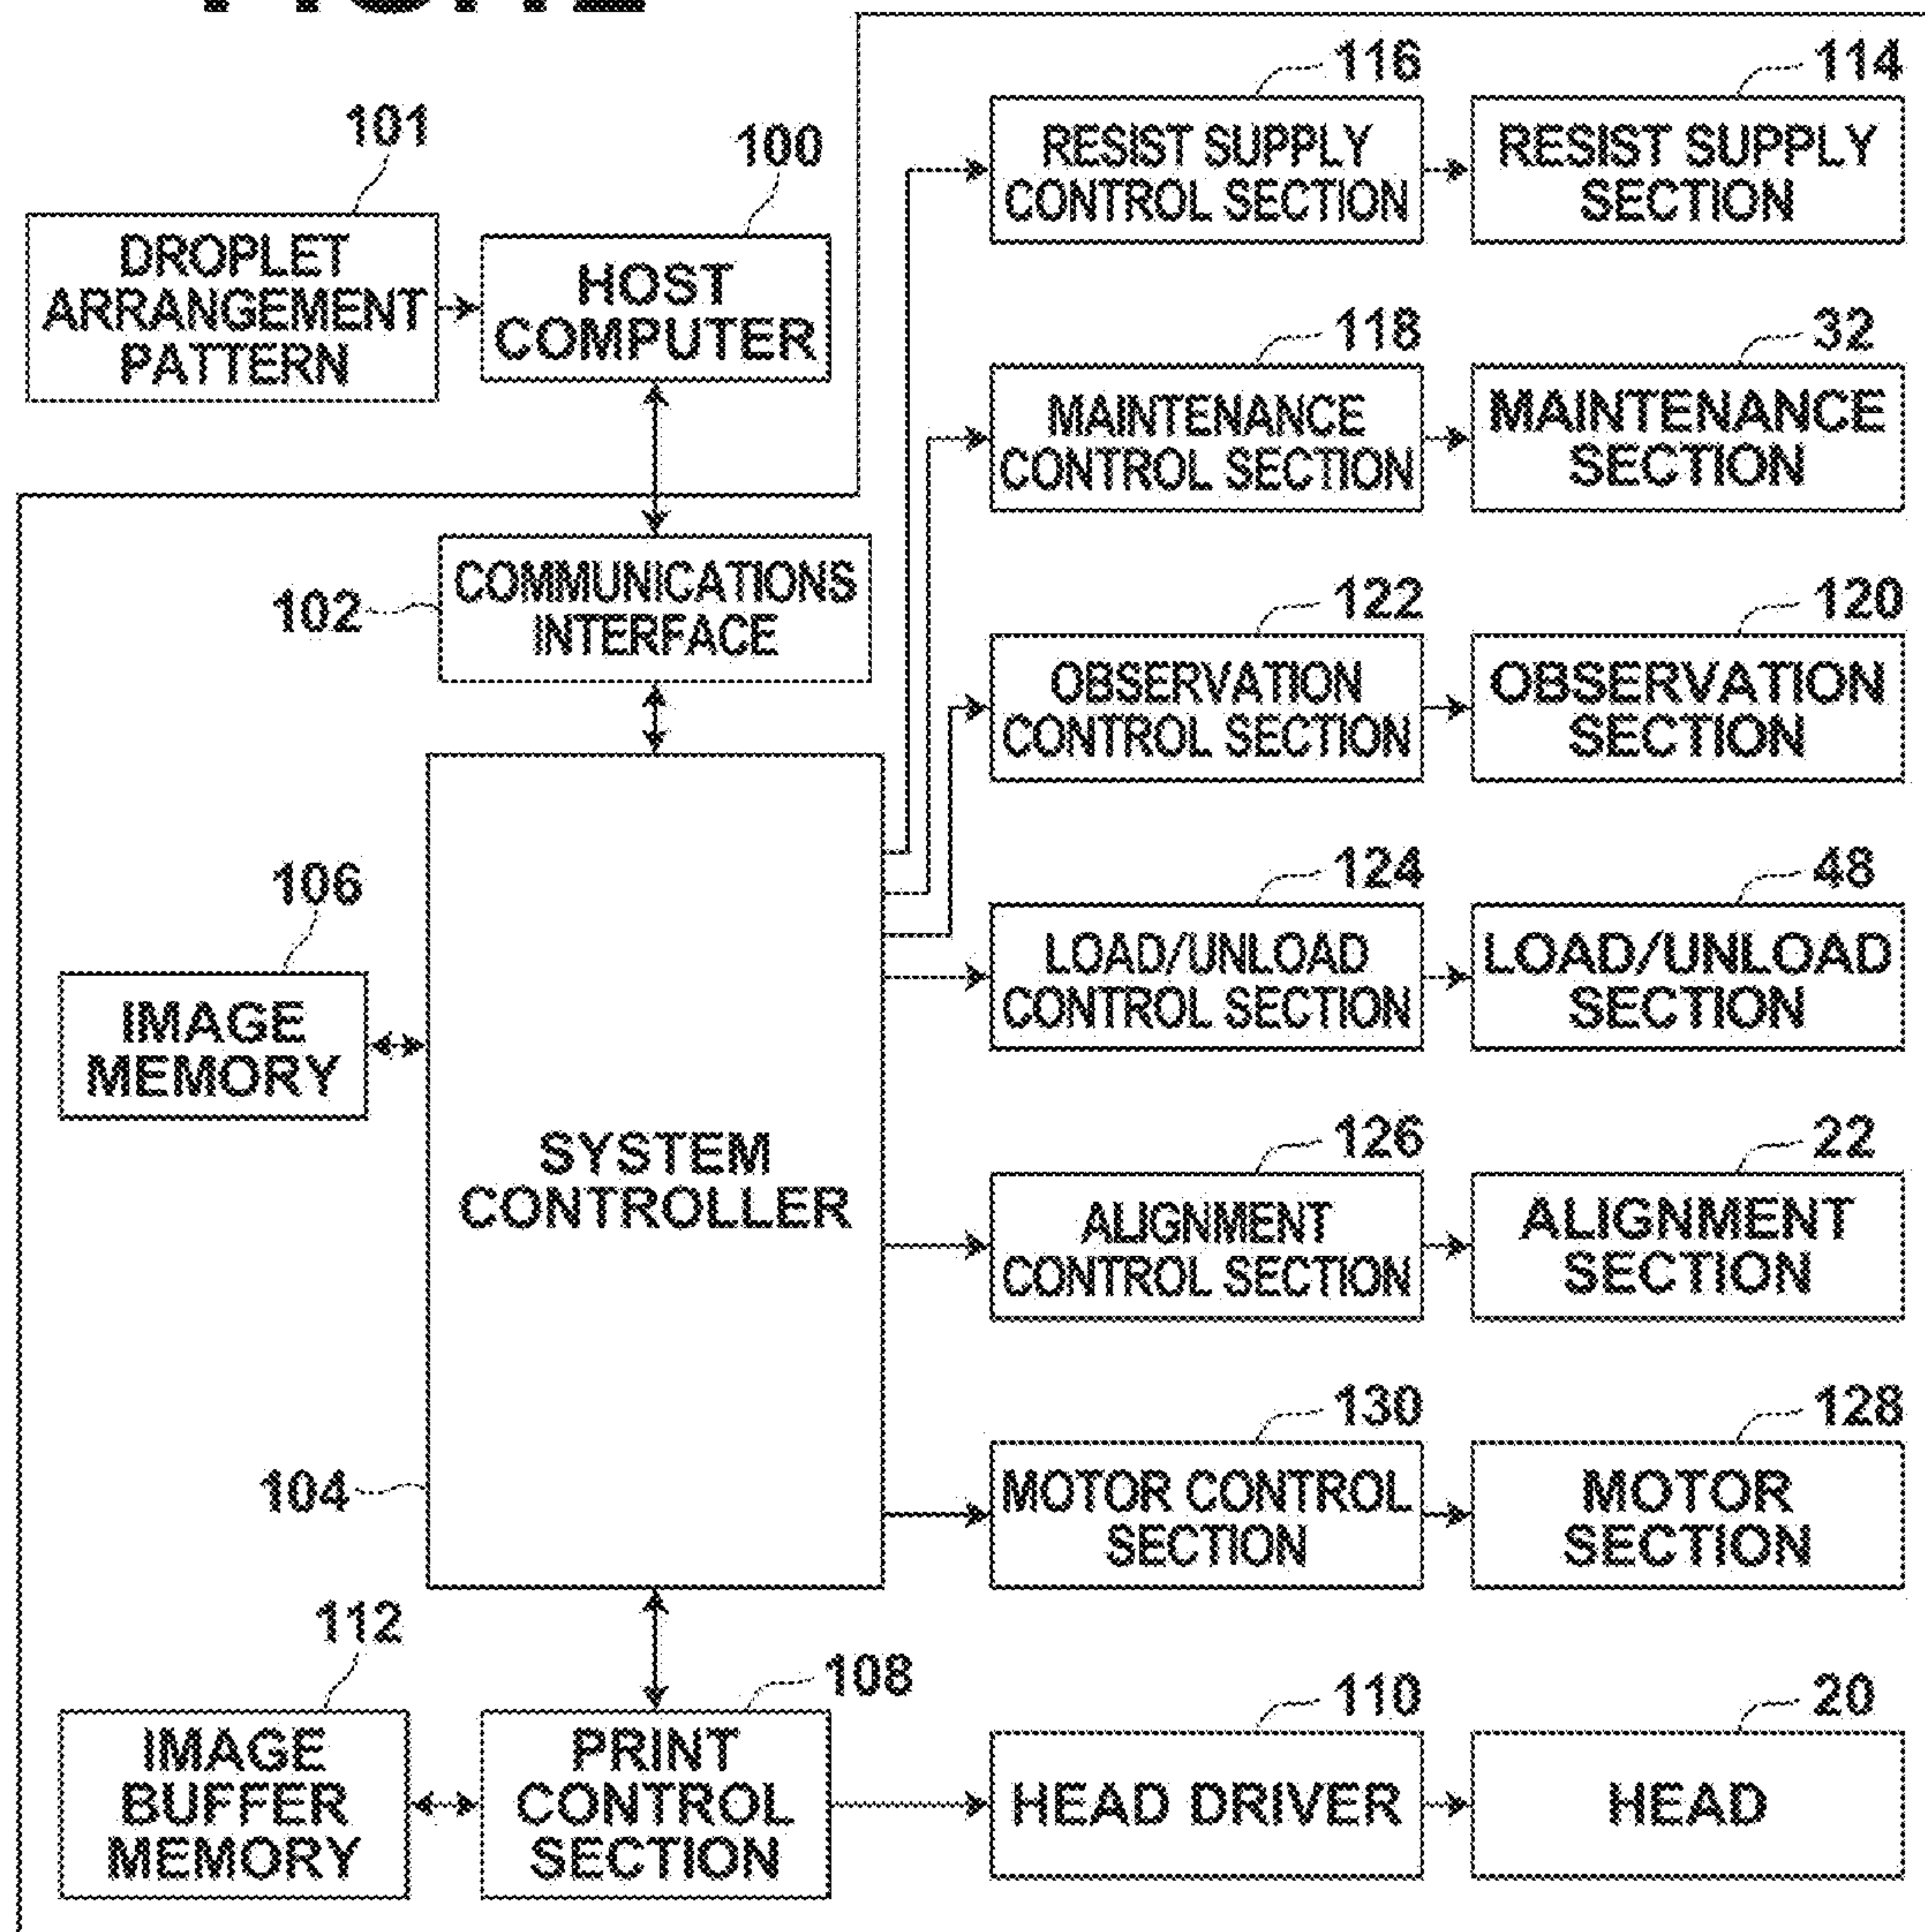 116
114
101
100
RESIST SUPPLY
CONTROL SECTION
RESIST SUPPLY
SECTION
DROPLET
ARRANGEMENT
PATTERN
HOST
COMPUTER
118
32
MAINTENANCE
CONTROL SECTION
MAINTENANCE
SECTION
102
COMMUNICATIONS
INTERFACE
122
120
OBSERVATION
CONTROL SECTION
OBSERVATION
SECTION
106
124
48
LOAD/UNLOAD
CONTROL SECTION
LOAD/UNLOAD
SECTION
IMAGE
MEMORY
SYSTEM
CONTROLLER
126
22
ALIGNMENT
CONTROL SECTION
ALIGNMENT
SECTION
104
130
128
MOTOR CONTROL
SECTION
MOTOR
SECTION
112
108
110
20
IMAGE
BUFFER
MEMORY
PRINT
CONTROL
SECTION
HEAD DRIVER
HEAD